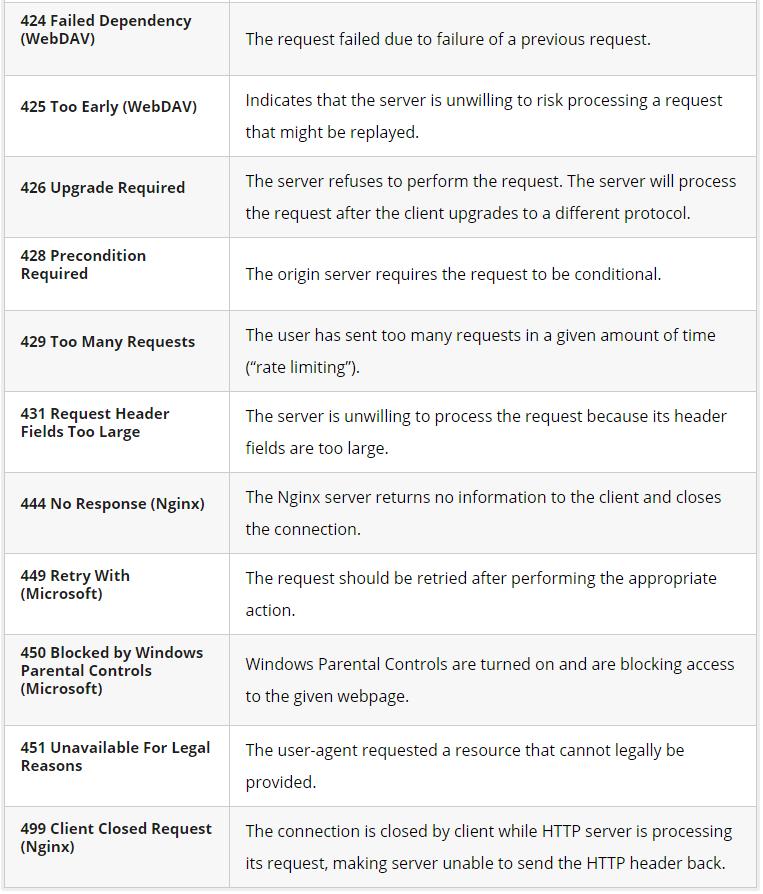 424 Failed Dependency
(WebDAV)
The request failed due to failure of a previous request.
425 Too Early (WebDAV)
Indicates that the server is unwilling to risk processing a request
that might be replayed.
426 Upgrade Required
The server refuses to perform the request. The server will process
the request after the client upgrades to a different protocol.
428 Precondition
Required
The origin server requires the request to be conditional.
429 Too Many Requests
The user has sent too many requests in a given amount of time
(“rate limiting”).
431 Request Header
Fields Too Large
The server is unwilling to process the request because its header
fields are too large.
444 No Response (Nginx)
The Nginx server returns no information to the client and closes
the connection.
449 Retry With
(Microsoft)
The request should be retried after performing the appropriate
action.
450 Blocked by Windows
Parental Controls
(Microsoft)
Windows Parental Controls are turned on and are blocking access
to the given webpage.
451 Unavailable For Legal
Reasons
The user-agent requested a resource that cannot legally be
provided.
499 Client Closed Request
(Nginx)
The connection is closed by client while HTTP server is processing
its request, making server unable to send the HTTP header back.